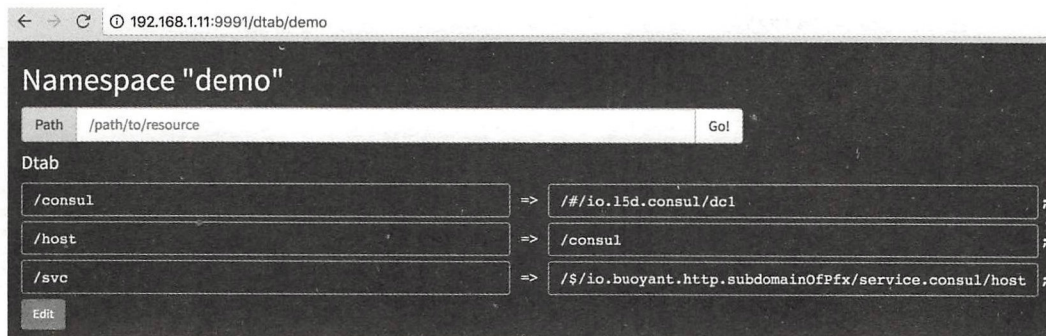 192.168.1.11:9991/dtab/demo
Namespace "demo"
Path /path/to/resource Go!
Dtab
/consul => /#/io.l5d.consul/dc1 ;
/host => /consul ;
/svc => /$/io.buoyant.http.subdomainOfPfx/service.consul/host ;
Edit